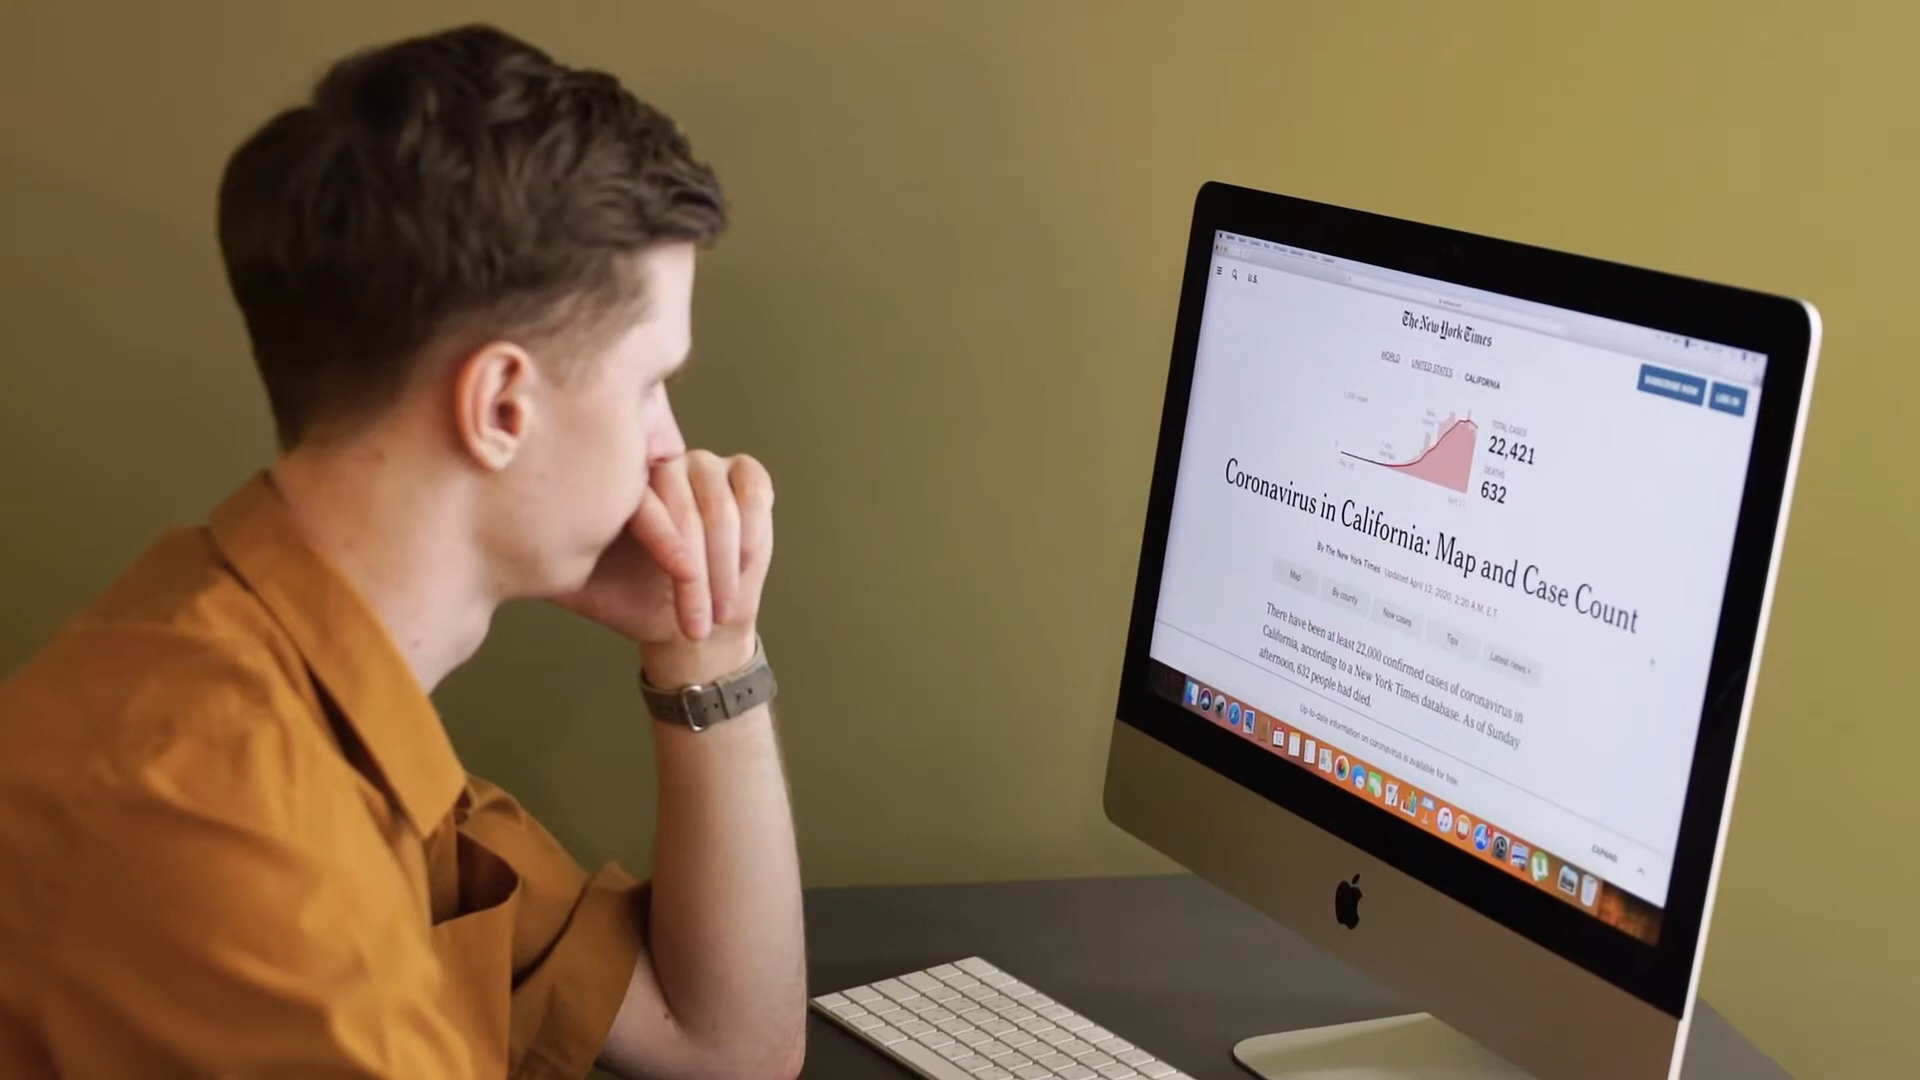 U.S.
The New York Times
WORLD UNITED STATES CALIFORNIA
SUBSCRIBE NOW LOG IN
TOTAL CASES
22,421
DEATHS
632
Coronavirus in California: Map and Case Count
By The New York Times Updated April 12, 2020, 2:20 A.M. E.T.
Map By county New cases Tips Latest news
There have been at least 22,000 confirmed cases of coronavirus in
California, according to a New York Times database. As of Sunday
afternoon, 632 people had died.
Up-to-date information on coronavirus is available for free.
EXPAND